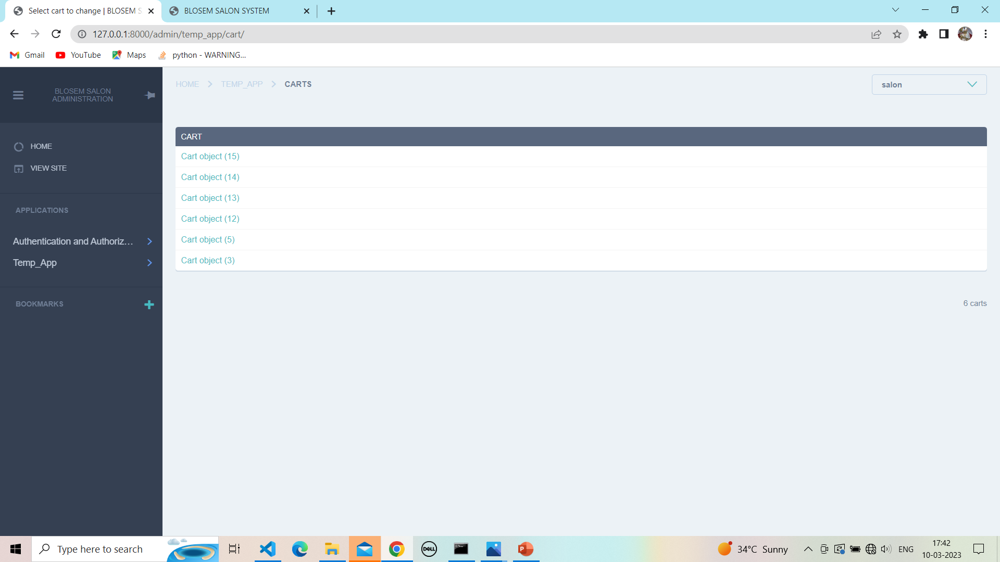 Select cart to change | BLOSEM S
BLOSEM SALON SYSTEM
127.0.0.1:8000/admin/temp_app/cart/
Gmail
YouTube
Maps
python - WARNING...
BLOSEM SALON
ADMINISTRATION
HOME
VIEW SITE
APPLICATIONS
Authentication and Authoriz...
Temp_App
BOOKMARKS
HOME
TEMP_APP
CARTS
salon
CART
Cart object (15)
Cart object (14)
Cart object (13)
Cart object (12)
Cart object (5)
Cart object (3)
6 carts
Type here to search
DELL
P
34°C Sunny
ENG
17:42
10-03-2023